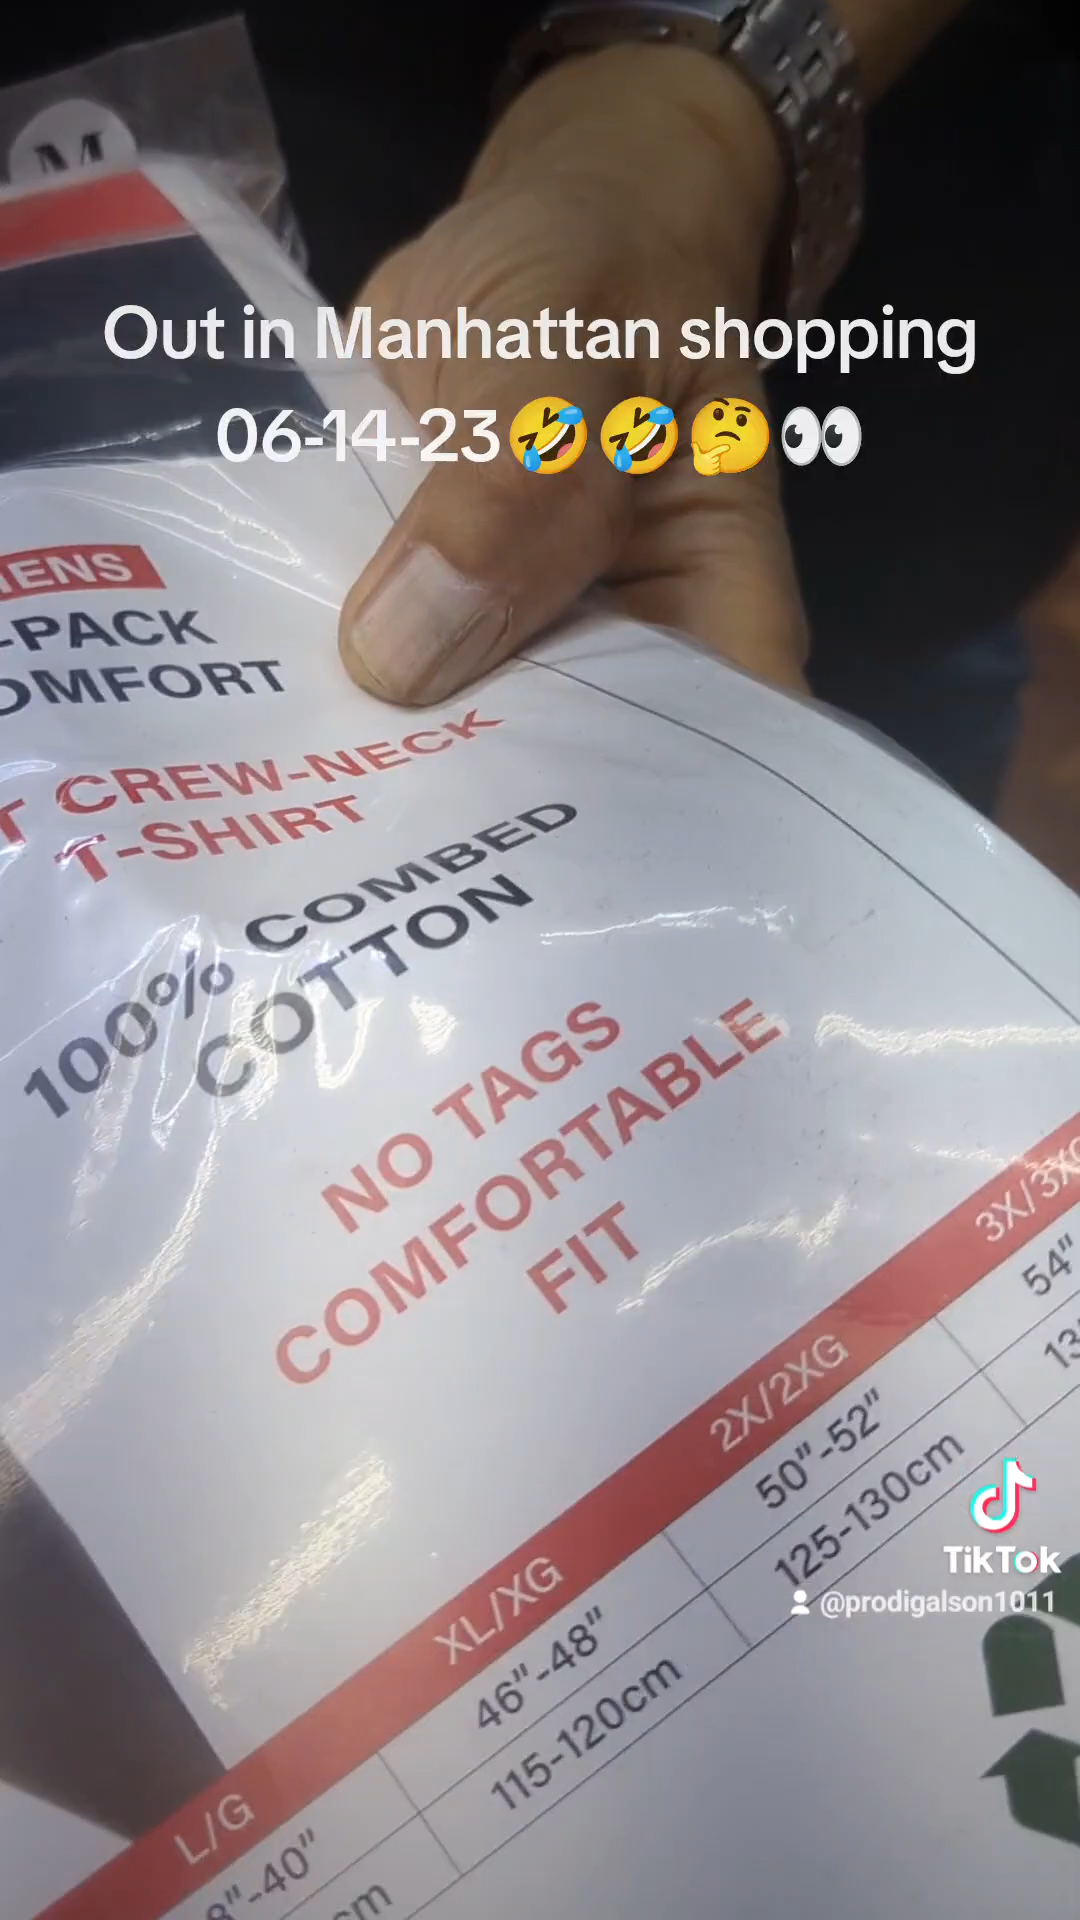 M
Out in Manhattan shopping
06-14-23🤣🤣🤔👀
-PACK
T CREW-NECK
T-SHIRT
100% COMBED
COTTON
NO TAGS
COMFORTABLE
FIT
L/G XL/XG 2X/2XG
46"-48" 50"-52" 54"
115-120cm 125-130cm
cm
TikTok
@prodigalson1011